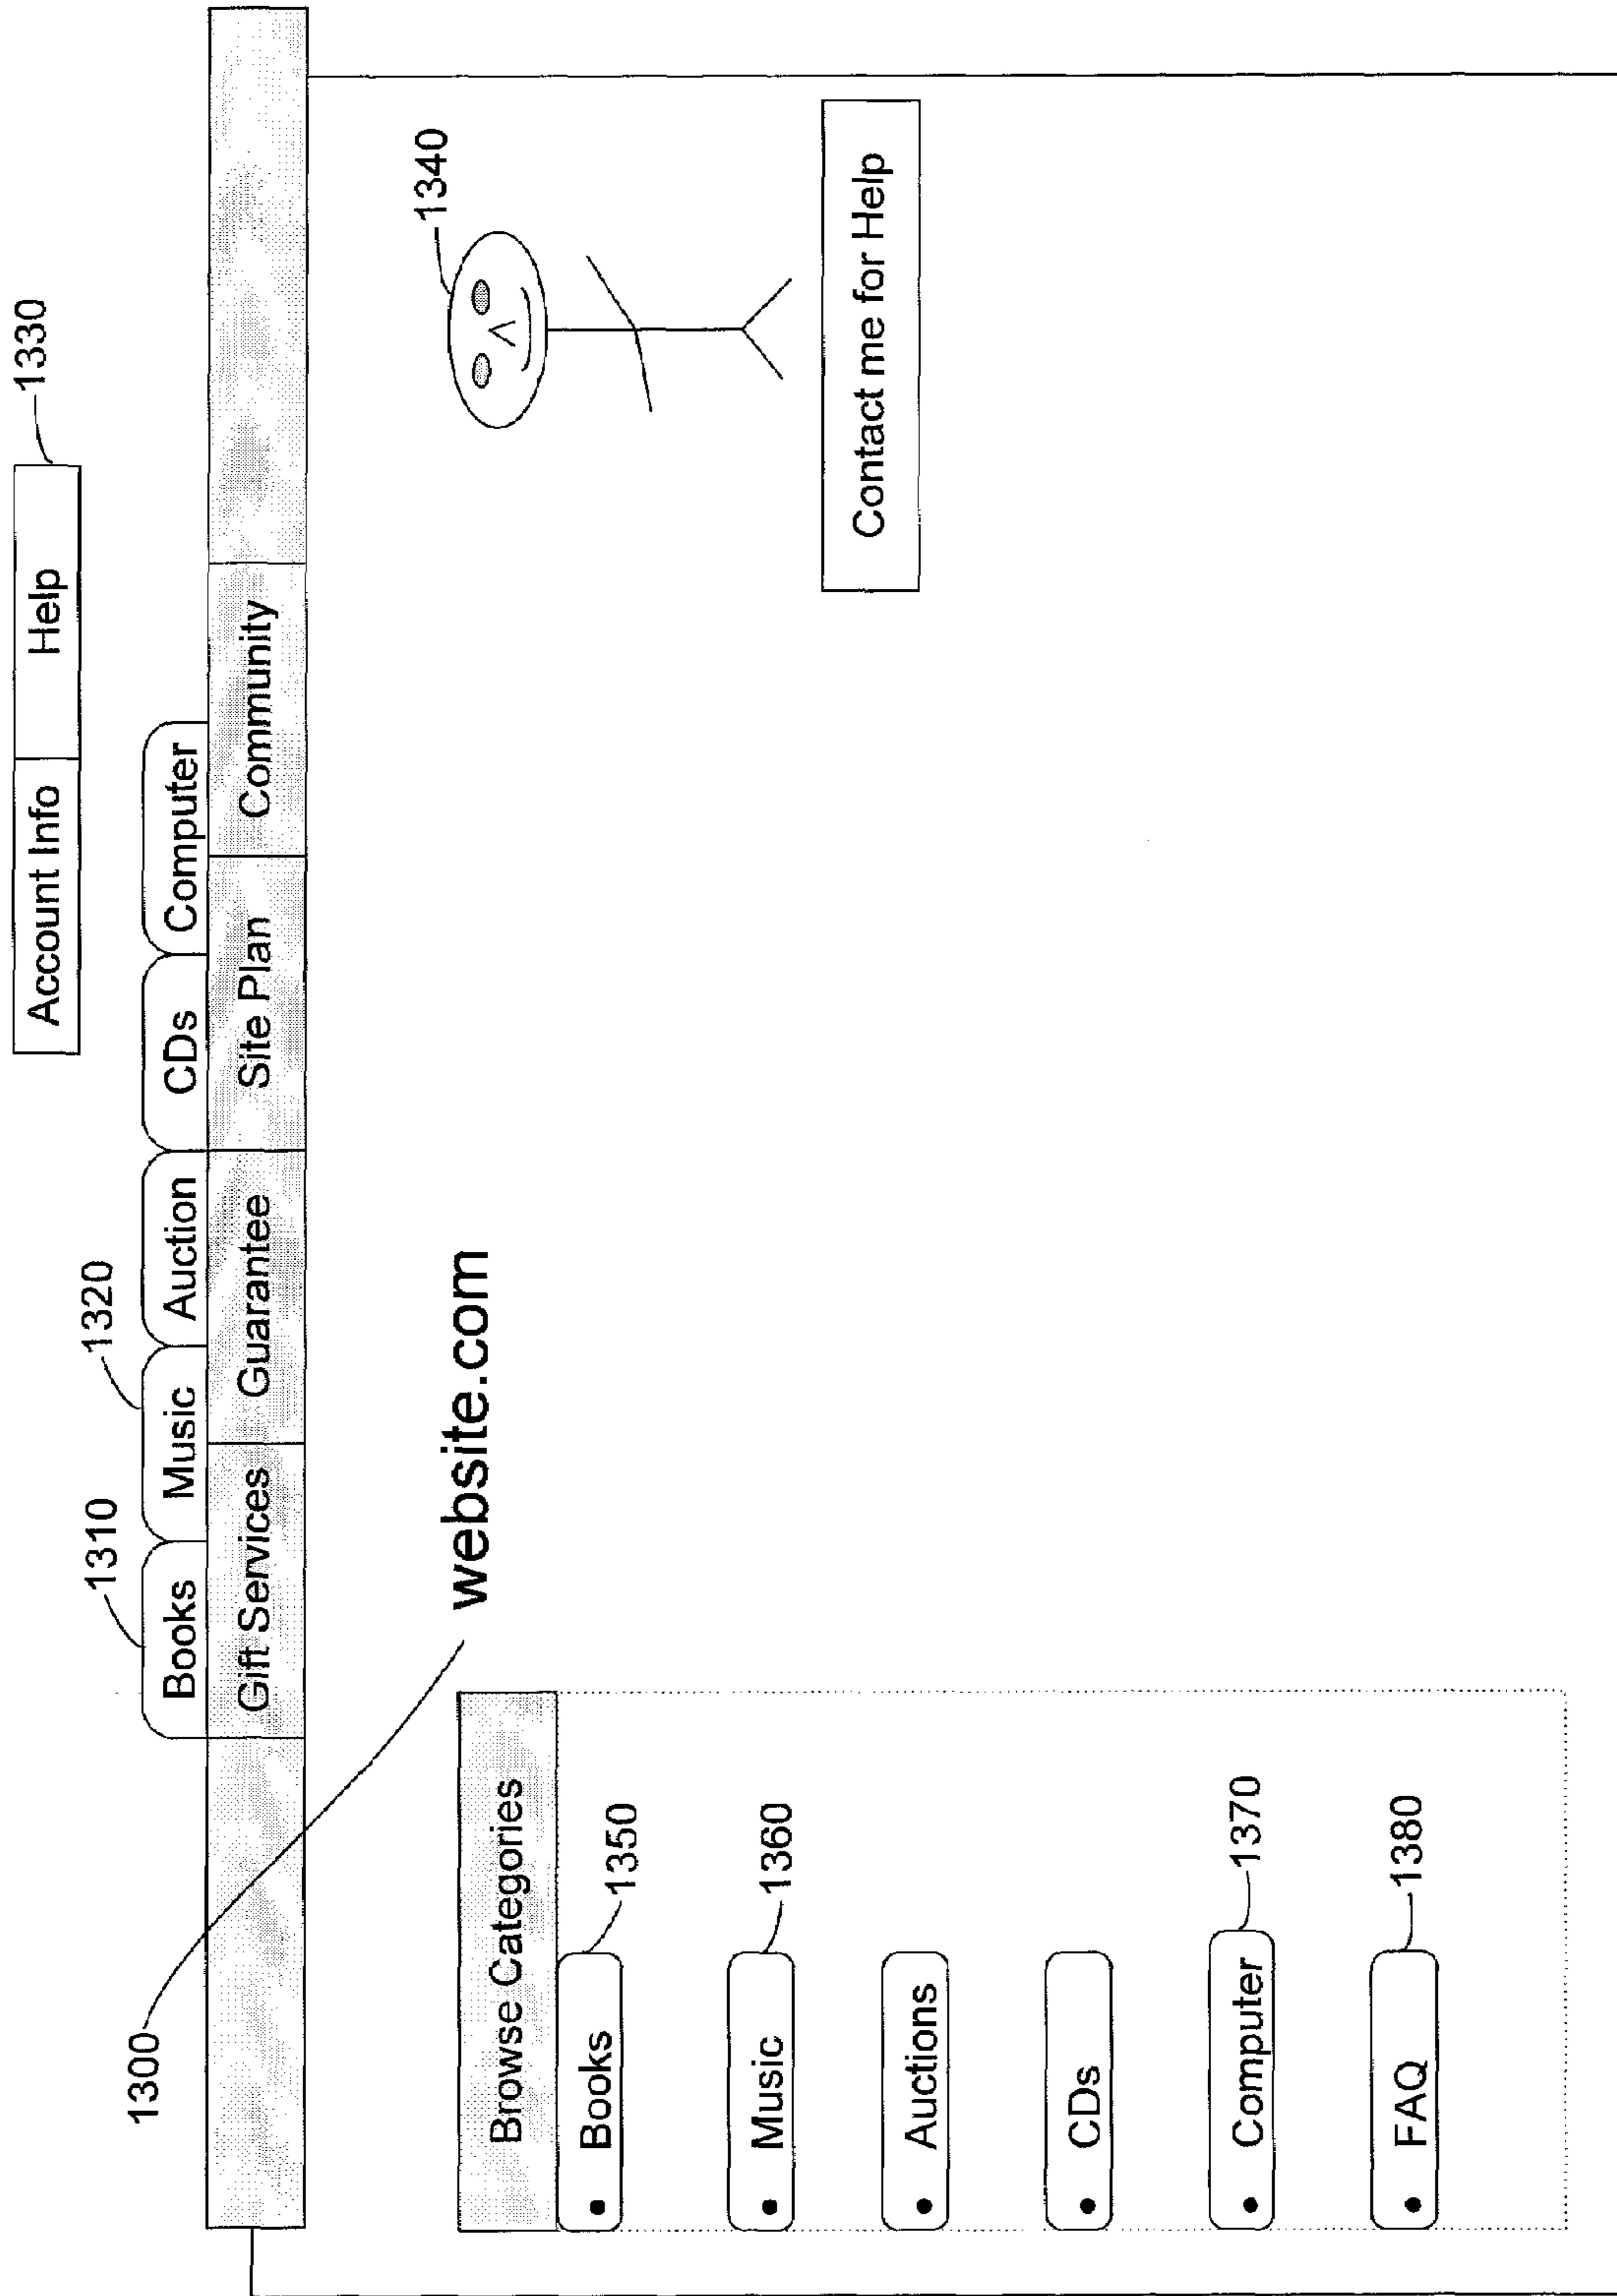 Account Info Help 1330
1310 1320
Books Music Auction CDs Computer
1300
Gift Services Guarantee Site Plan Community
1340
website.com
Browse Categories
• Books
1350
• Music
1360
• Auctions
Contact me for Help
• CDs
• Computer
1370
• FAQ
1380